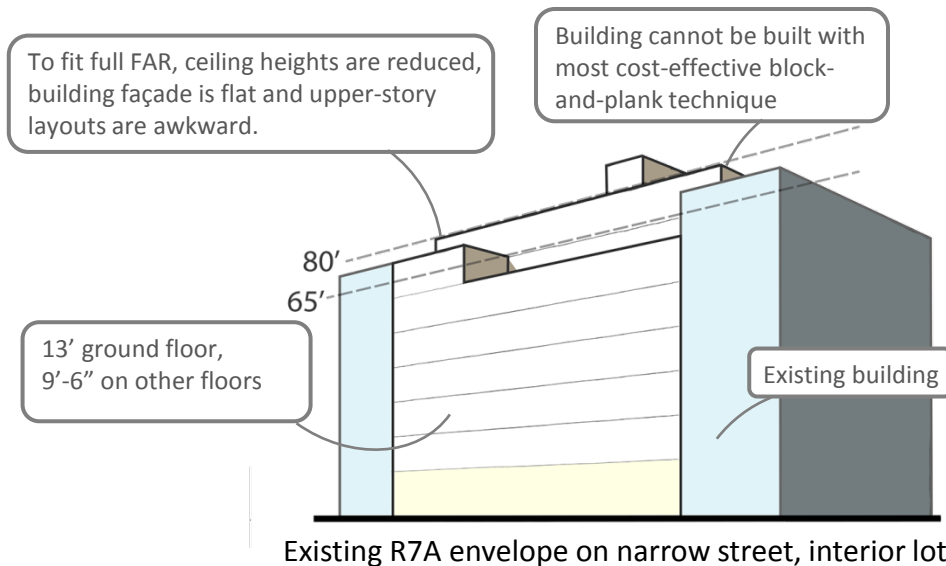 To fit full FAR, ceiling heights are reduced,
building façade is flat and upper-story
layouts are awkward.
Building cannot be built with
most cost-effective block-
and-plank technique
80’
65’
13’ ground floor,
9’-6” on other floors
Existing building
Existing R7A envelope on narrow street, interior lot